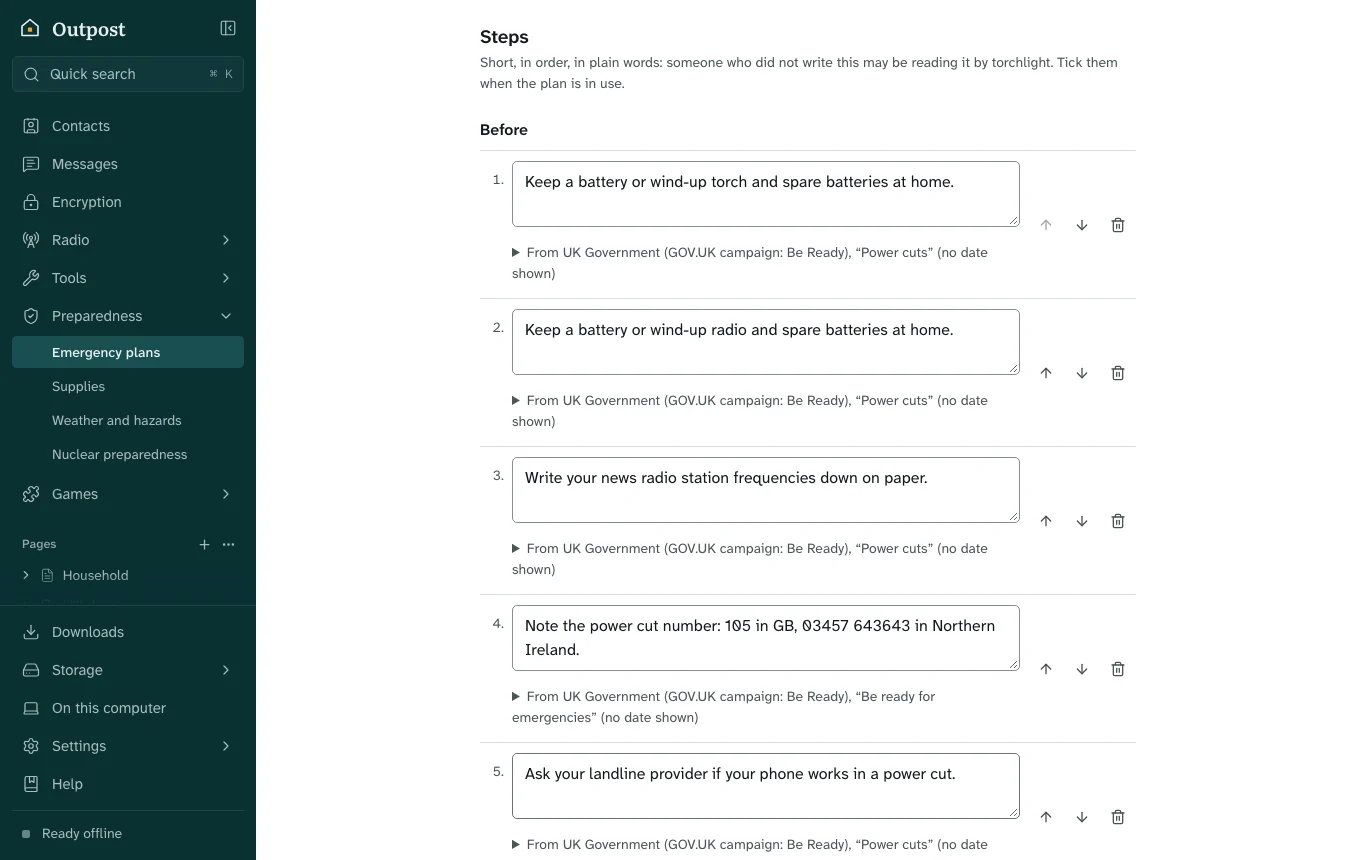 Outpost
Quick search
⌘ K
Contacts
Messages
Encryption
Radio
Tools
Preparedness
Emergency plans
Supplies
Weather and hazards
Nuclear preparedness
Games
Pages
Household
Downloads
Storage
On this computer
Settings
Help
Ready offline
Steps
Short, in order, in plain words: someone who did not write this may be reading it by torchlight. Tick them
when the plan is in use.
Before
1.
Keep a battery or wind-up torch and spare batteries at home.
From UK Government (GOV.UK campaign: Be Ready), “Power cuts” (no date
shown)
2.
Keep a battery or wind-up radio and spare batteries at home.
From UK Government (GOV.UK campaign: Be Ready), “Power cuts” (no date
shown)
3.
Write your news radio station frequencies down on paper.
From UK Government (GOV.UK campaign: Be Ready), “Power cuts” (no date
shown)
4.
Note the power cut number: 105 in GB, 03457 643643 in Northern
Ireland.
From UK Government (GOV.UK campaign: Be Ready), “Be ready for
emergencies” (no date shown)
5.
Ask your landline provider if your phone works in a power cut.
From UK Government (GOV.UK campaign: Be Ready), “Power cuts” (no date